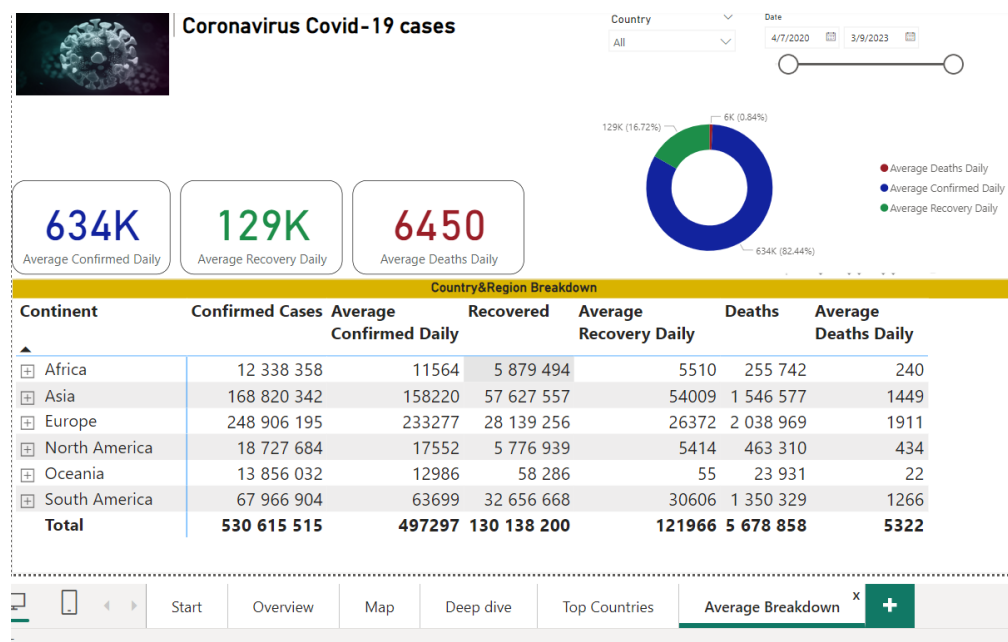 Coronavirus Covid-19 cases
Country
All
Date
4/7/2020 3/9/2023
129K (16.72%)
6K (0.84%)
634K (82.44%)
Average Deaths Daily
Average Confirmed Daily
Average Recovery Daily
634K
Average Confirmed Daily
129K
Average Recovery Daily
6450
Average Deaths Daily
Country&Region Breakdown
Continent Confirmed Cases Average Confirmed Daily Recovered Average Recovery Daily Deaths Average Deaths Daily
Africa 12 338 358 11564 5 879 494 5510 255 742 240
Asia 168 820 342 158220 57 627 557 54009 1 546 577 1449
Europe 248 906 195 233277 28 139 256 26372 2 038 969 1911
North America 18 727 684 17552 5 776 939 5414 463 310 434
Oceania 13 856 032 12986 58 286 55 23 931 22
South America 67 966 904 63699 32 656 668 30606 1 350 329 1266
Total 530 615 515 497297 130 138 200 121966 5 678 858 5322
Start Overview Map Deep dive Top Countries Average Breakdown x +